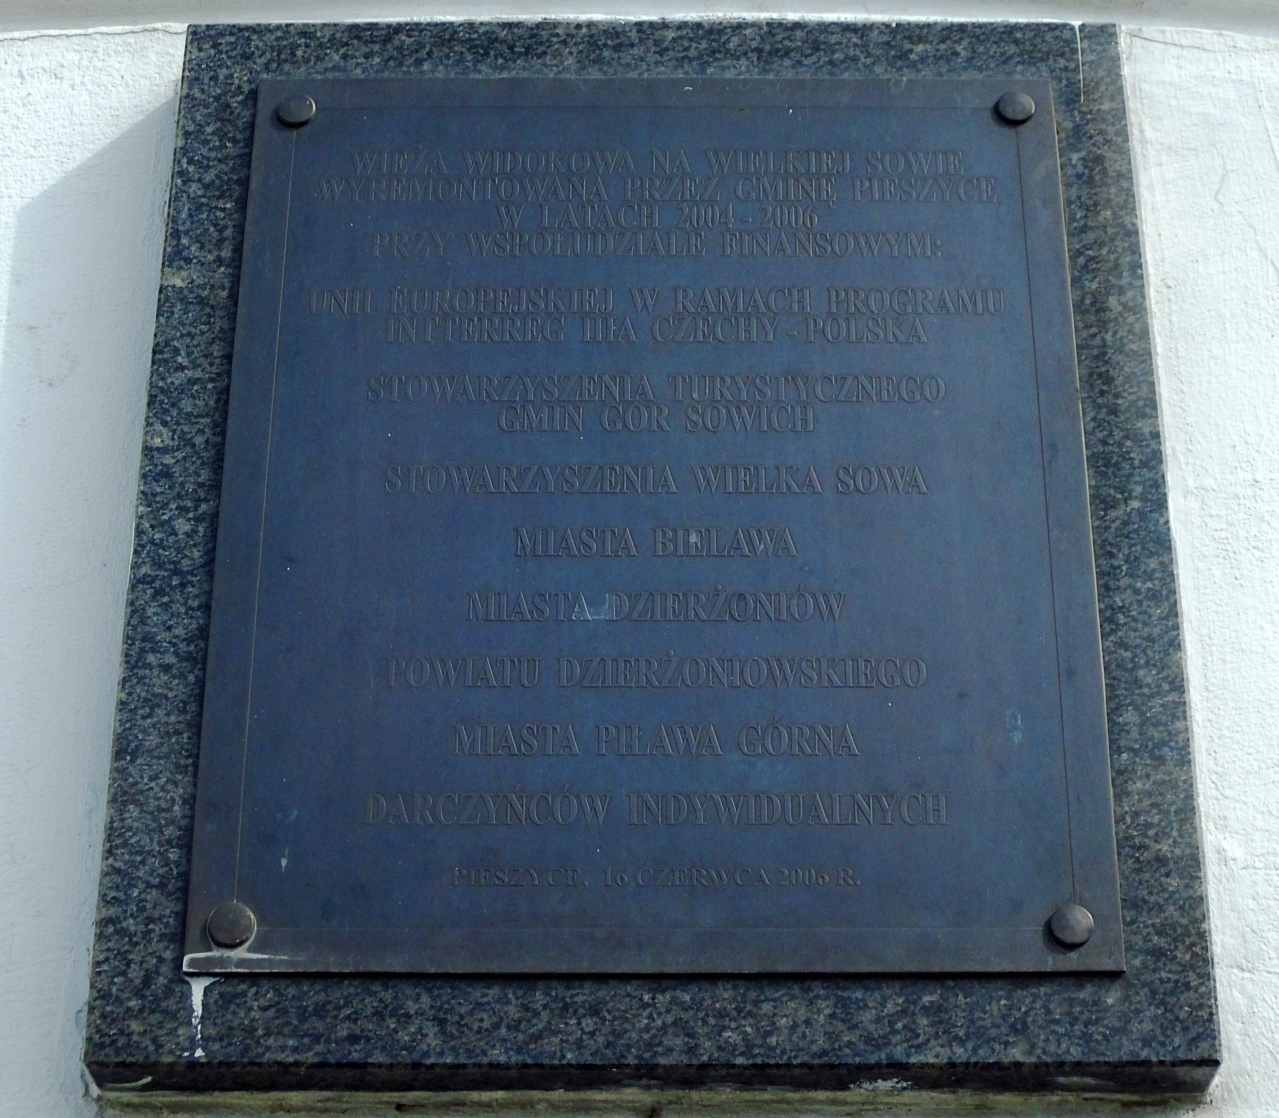 WIEŻA WIDOKOWA NA WIELKIEJ SOWIE
WYREMONTOWANA PRZEZ GMINĘ PIESZYCE
W LATACH 2004-2006
PRZY WSPÓŁUDZIALE FINANSOWYM:
UNII EUROPEJSKIEJ W RAMACH PROGRAMU
INTERREG IIIA CZECHY-POLSKA
STOWARZYSZENIA TURYSTYCZNEGO
GMIN GÓR SOWICH
STOWARZYSZENIA WIELKA SOWA
MIASTA BIELAWA
MIASTA DZIERŻONIÓW
POWIATU DZIERŻONIOWSKIEGO
MIASTA PIŁAWA GÓRNA
DARCZYŃCÓW INDYWIDUALNYCH
PIESZYCE, 16 CZERWCA 2006 R.